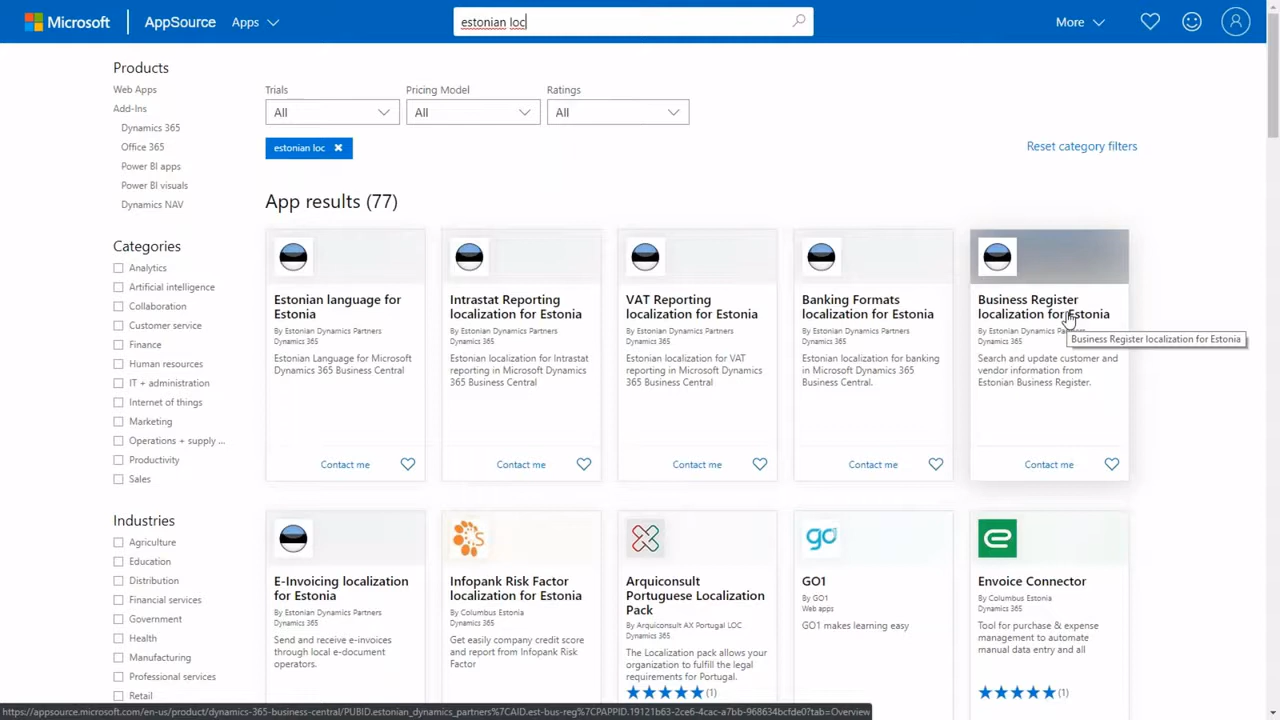 Microsoft
AppSource
Apps
estonian loc
More
Products
Web Apps
Add-Ins
Dynamics 365
Office 365
Power BI apps
Power BI visuals
Dynamics NAV
Categories
Analytics
Artificial intelligence
Collaboration
Customer service
Finance
Human resources
IT + administration
Internet of things
Marketing
Operations + supply ...
Productivity
Sales
Industries
Agriculture
Education
Distribution
Financial services
Government
Health
Manufacturing
Professional services
Retail
Trials
Pricing Model
Ratings
All
All
All
estonian loc
Reset category filters
App results (77)
Estonian language for
Estonia
By Estonian Dynamics Partners
Dynamics 365
Estonian Language for Microsoft
Dynamics 365 Business Central
Contact me
Intrastat Reporting
localization for Estonia
By Estonian Dynamics Partners
Dynamics 365
Estonian localization for Intrastat
reporting in Microsoft Dynamics
365 Business Central
Contact me
VAT Reporting
localization for Estonia
By Estonian Dynamics Partners
Dynamics 365
Estonian localization for VAT
reporting in Microsoft Dynamics
365 Business Central
Contact me
Banking Formats
localization for Estonia
By Estonian Dynamics Partners
Dynamics 365
Estonian localization for banking
in Microsoft Dynamics 365
Business Central.
Contact me
Business Register
localization for Estonia
By Estonian Dynamics
Dynamics 365
Business Register localization for Estonia
Search and update customer and
vendor information from
Estonian Business Register.
Contact me
E-Invoicing localization
for Estonia
By Estonian Dynamics Partners
Dynamics 365
Send and receive e-invoices
through local e-document
operators.
Infopank Risk Factor
localization for Estonia
By Columbus Estonia
Dynamics 365
Get easily company credit score
and report from Infopank Risk
Factor
Arquiconsult
Portuguese Localization
Pack
By Arquiconsult AX Portugal LOC
Dynamics 365
The Localization pack allows your
organization to fulfill the legal
requirements for Portugal.
(1)
go
GO1
By GO1
Web apps
GO1 makes learning easy
Envoice Connector
By Columbus Estonia
Dynamics 365
Tool for purchase & expense
management to automate
manual data entry and all
(1)
https://appsource.microsoft.com/en-us/product/dynamics-365-business-central/PUBID.estonian_dynamics_partners%7CAID.est-bus-reg%7CPAPPID.19121b63-2ce6-4cac-a7bb-968634bcfde0?tab=Overview